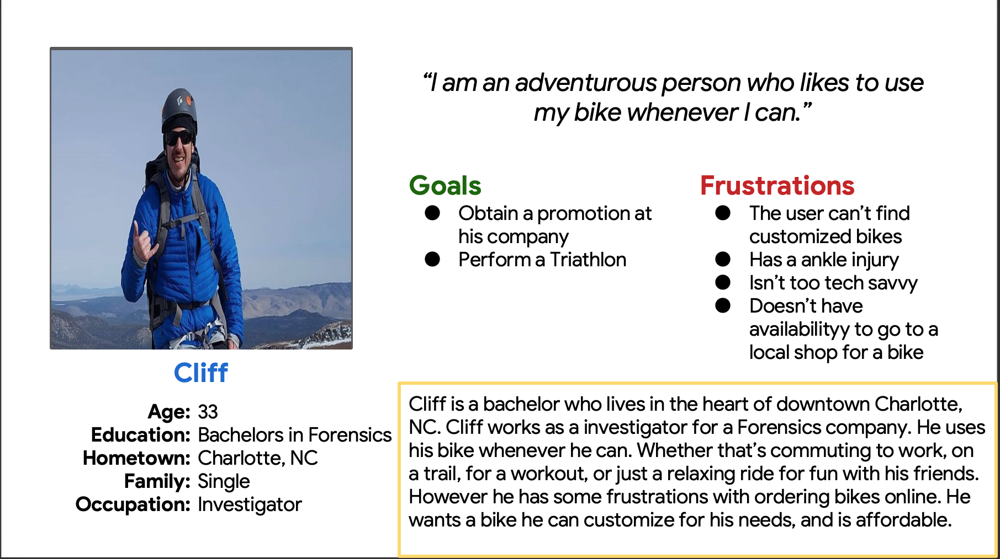 “I am an adventurous person who likes to use
my bike whenever I can.”
Goals
● Obtain a promotion at
his company
● Perform a Triathlon
Frustrations
● The user can’t find
customized bikes
● Has a ankle injury
● Isn’t too tech savvy
● Doesn’t have
availabilityy to go to a
local shop for a bike
Cliff
Age: 33
Education: Bachelors in Forensics
Hometown: Charlotte, NC
Family: Single
Occupation: Investigator
Cliff is a bachelor who lives in the heart of downtown Charlotte,
NC. Cliff works as a investigator for a Forensics company. He uses
his bike whenever he can. Whether that’s commuting to work, on
a trail, for a workout, or just a relaxing ride for fun with his friends.
However he has some frustrations with ordering bikes online. He
wants a bike he can customize for his needs, and is affordable.